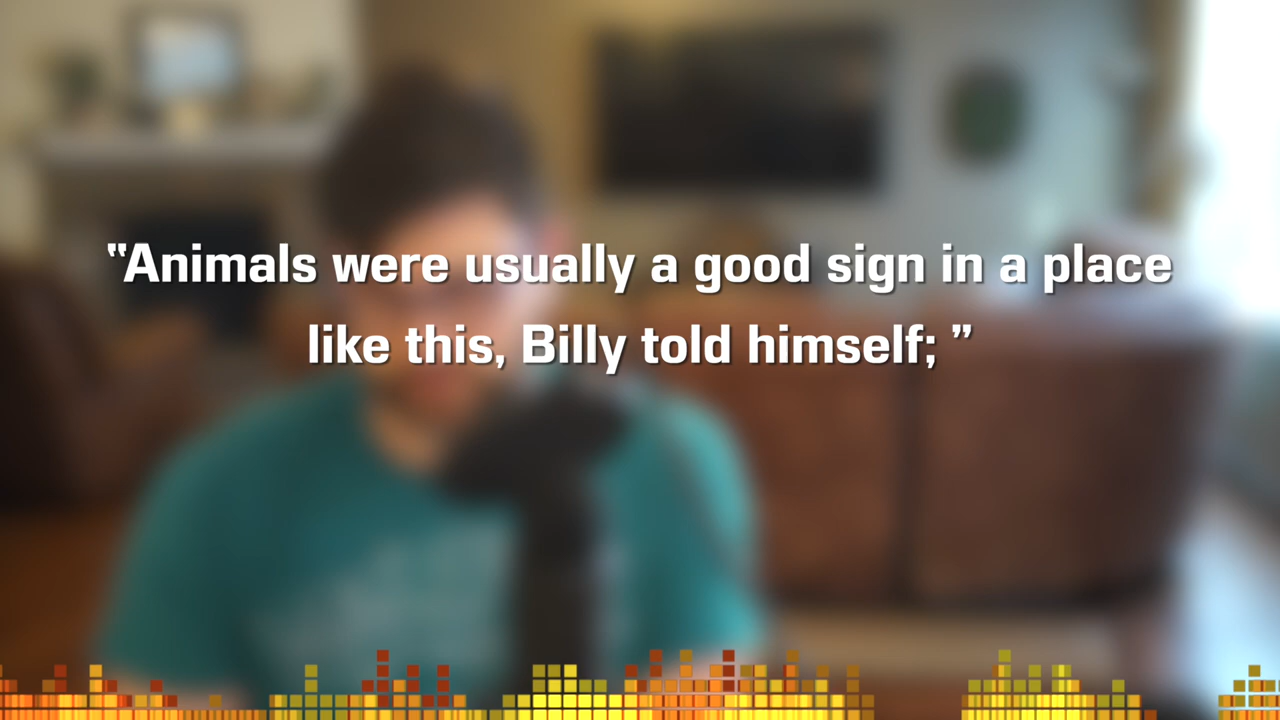 “Animals were usually a good sign in a place
like this, Billy told himself; ”